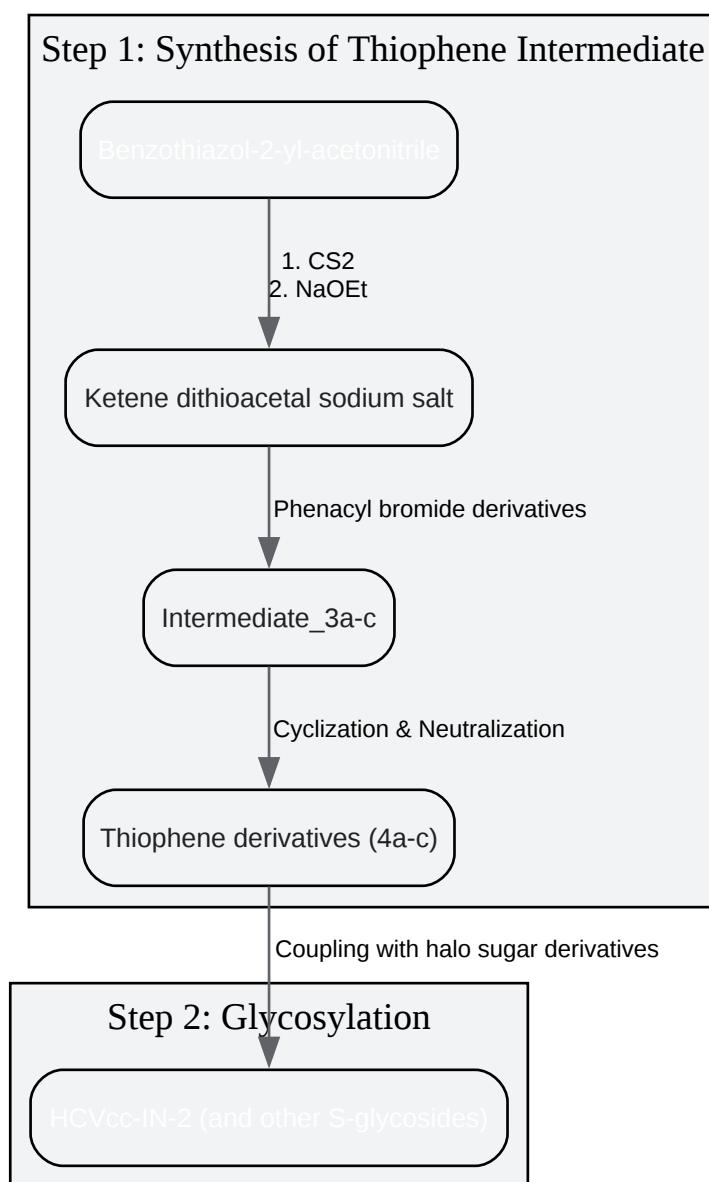 Step 1: Synthesis of Thiophene Intermediate
Benzothiazol-2-yl-acetonitrile
1. CS2
2. NaOEt
Ketene dithioacetal sodium salt
Phenacyl bromide derivatives
Intermediate_3a-c
Cyclization & Neutralization
Thiophene derivatives (4a-c)
Coupling with halo sugar derivatives
Step 2: Glycosylation
HCVcc-IN-2 (and other S-glycosides)